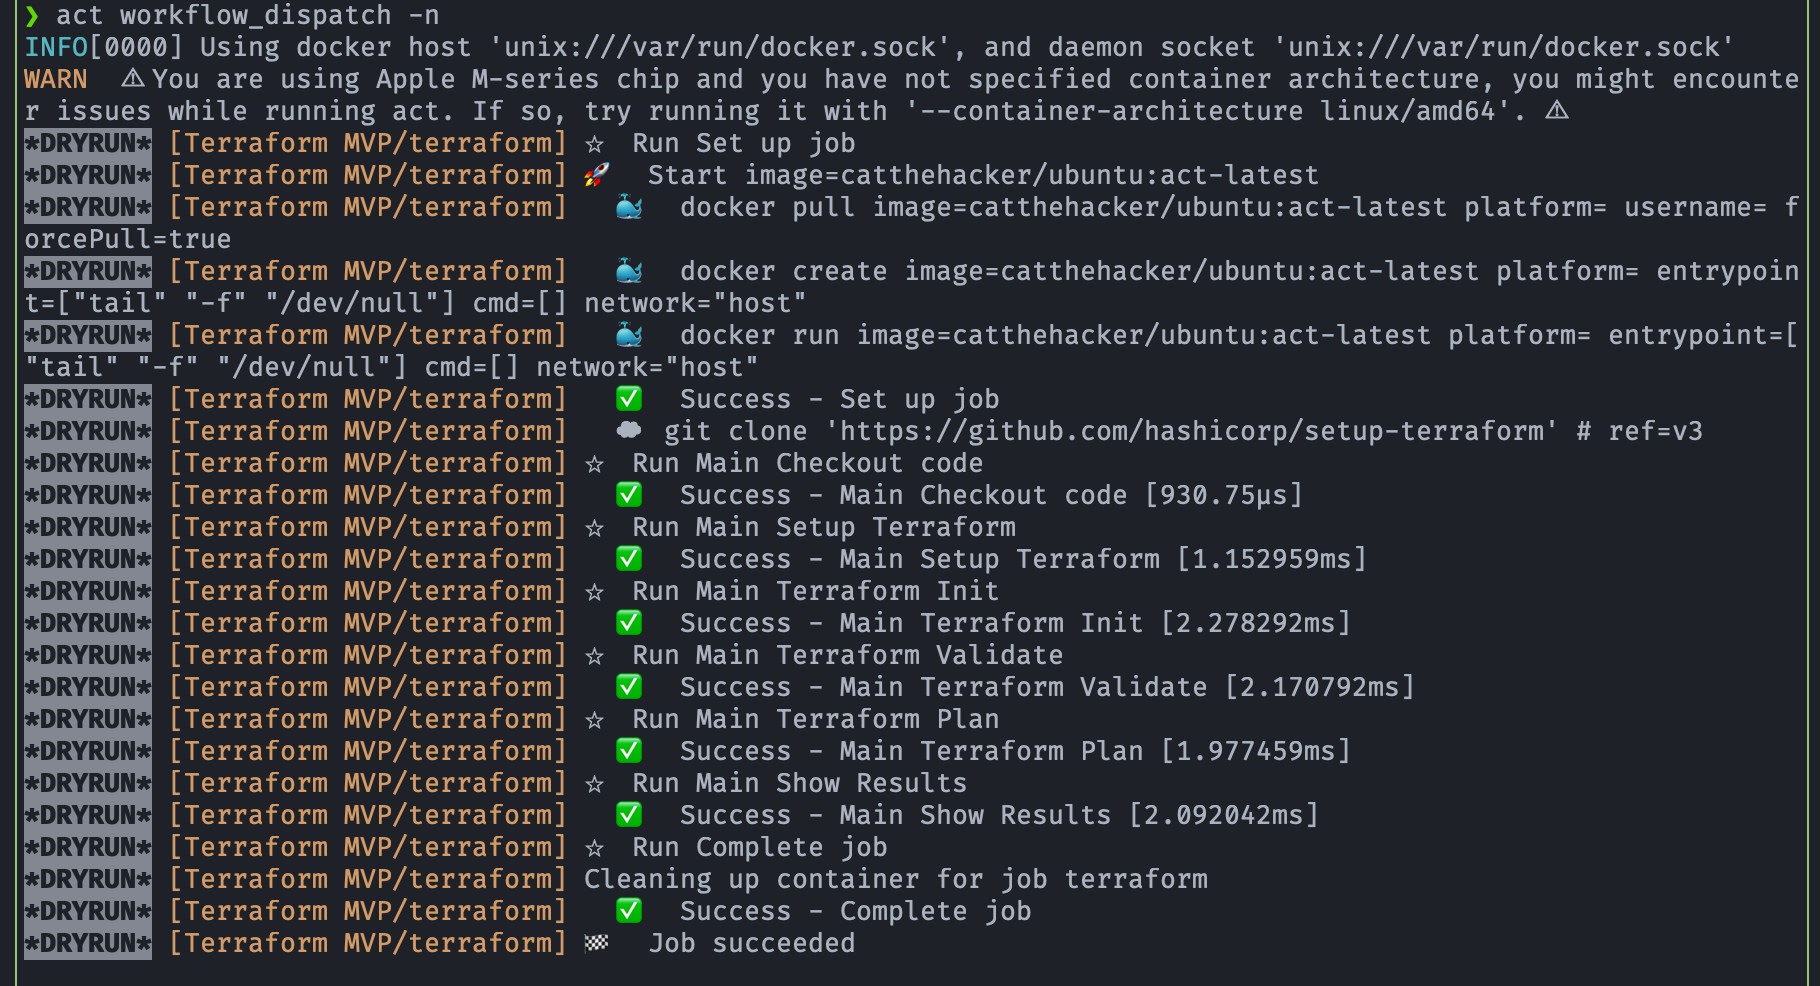 ❯ act workflow_dispatch -n
INFO[0000] Using docker host 'unix:///var/run/docker.sock', and daemon socket 'unix:///var/run/docker.sock'
WARN  ⚠ You are using Apple M-series chip and you have not specified container architecture, you might encounte
r issues while running act. If so, try running it with '--container-architecture linux/amd64'. ⚠
*DRYRUN* [Terraform MVP/terraform] ☆  Run Set up job
*DRYRUN* [Terraform MVP/terraform] 🚀  Start image=catthehacker/ubuntu:act-latest
*DRYRUN* [Terraform MVP/terraform]   🐳  docker pull image=catthehacker/ubuntu:act-latest platform= username= f
orcePull=true
*DRYRUN* [Terraform MVP/terraform]   🐳  docker create image=catthehacker/ubuntu:act-latest platform= entrypoin
t=["tail" "-f" "/dev/null"] cmd=[] network="host"
*DRYRUN* [Terraform MVP/terraform]   🐳  docker run image=catthehacker/ubuntu:act-latest platform= entrypoint=[
"tail" "-f" "/dev/null"] cmd=[] network="host"
*DRYRUN* [Terraform MVP/terraform]   ✅  Success - Set up job
*DRYRUN* [Terraform MVP/terraform]   ☁ git clone 'https://github.com/hashicorp/setup-terraform' # ref=v3
*DRYRUN* [Terraform MVP/terraform] ☆  Run Main Checkout code
*DRYRUN* [Terraform MVP/terraform]   ✅  Success - Main Checkout code [930.75µs]
*DRYRUN* [Terraform MVP/terraform] ☆  Run Main Setup Terraform
*DRYRUN* [Terraform MVP/terraform]   ✅  Success - Main Setup Terraform [1.152959ms]
*DRYRUN* [Terraform MVP/terraform] ☆  Run Main Terraform Init
*DRYRUN* [Terraform MVP/terraform]   ✅  Success - Main Terraform Init [2.278292ms]
*DRYRUN* [Terraform MVP/terraform] ☆  Run Main Terraform Validate
*DRYRUN* [Terraform MVP/terraform]   ✅  Success - Main Terraform Validate [2.170792ms]
*DRYRUN* [Terraform MVP/terraform] ☆  Run Main Terraform Plan
*DRYRUN* [Terraform MVP/terraform]   ✅  Success - Main Terraform Plan [1.977459ms]
*DRYRUN* [Terraform MVP/terraform] ☆  Run Main Show Results
*DRYRUN* [Terraform MVP/terraform]   ✅  Success - Main Show Results [2.092042ms]
*DRYRUN* [Terraform MVP/terraform] ☆  Run Complete job
*DRYRUN* [Terraform MVP/terraform] Cleaning up container for job terraform
*DRYRUN* [Terraform MVP/terraform]   ✅  Success - Complete job
*DRYRUN* [Terraform MVP/terraform] 🏁  Job succeeded